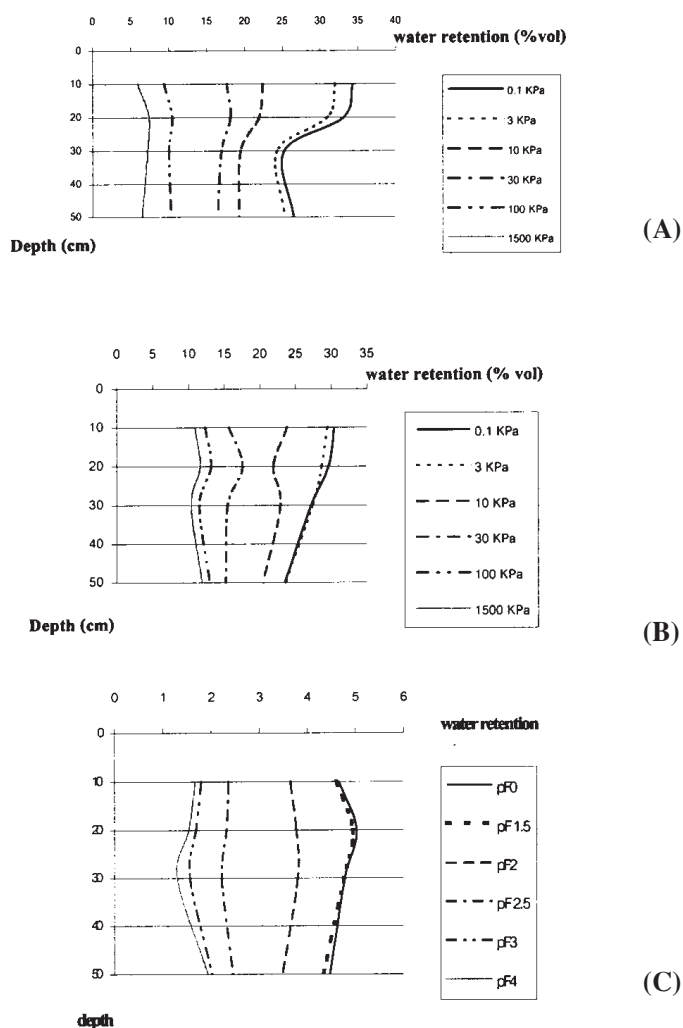 0 5 10 15 20 25 30 35 40
water retention (%vol)
0
10
20
30
40
50
Depth (cm)
0.1 KPa
3 KPa
10 KPa
30 KPa
100 KPa
1500 KPa
(A)
0 5 10 15 20 25 30 35
water retention (% vol)
0
10
20
30
40
50
Depth (cm)
0.1 KPa
3 KPa
10 KPa
30 KPa
100 KPa
1500 KPa
(B)
0 1 2 3 4 5 6
water retention
0
10
20
30
40
50
depth
pF0
pF1.5
pF2
pF2.5
pF3
pF4
(C)